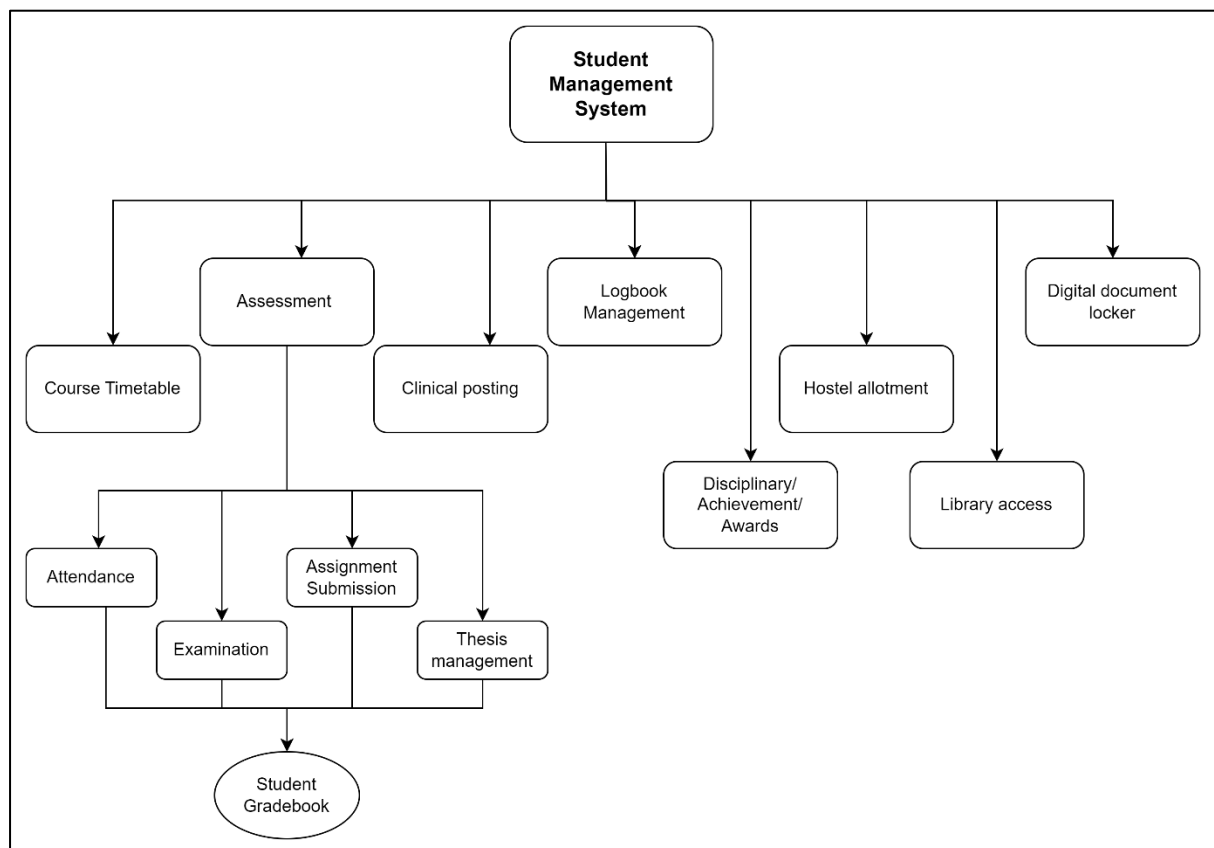 Student
Management
System
Assessment
Logbook
Management
Digital document
locker
Course Timetable
Clinical posting
Hostel allotment
Disciplinary/
Achievement/
Awards
Library access
Attendance
Assignment
Submission
Examination
Thesis
management
Student
Gradebook